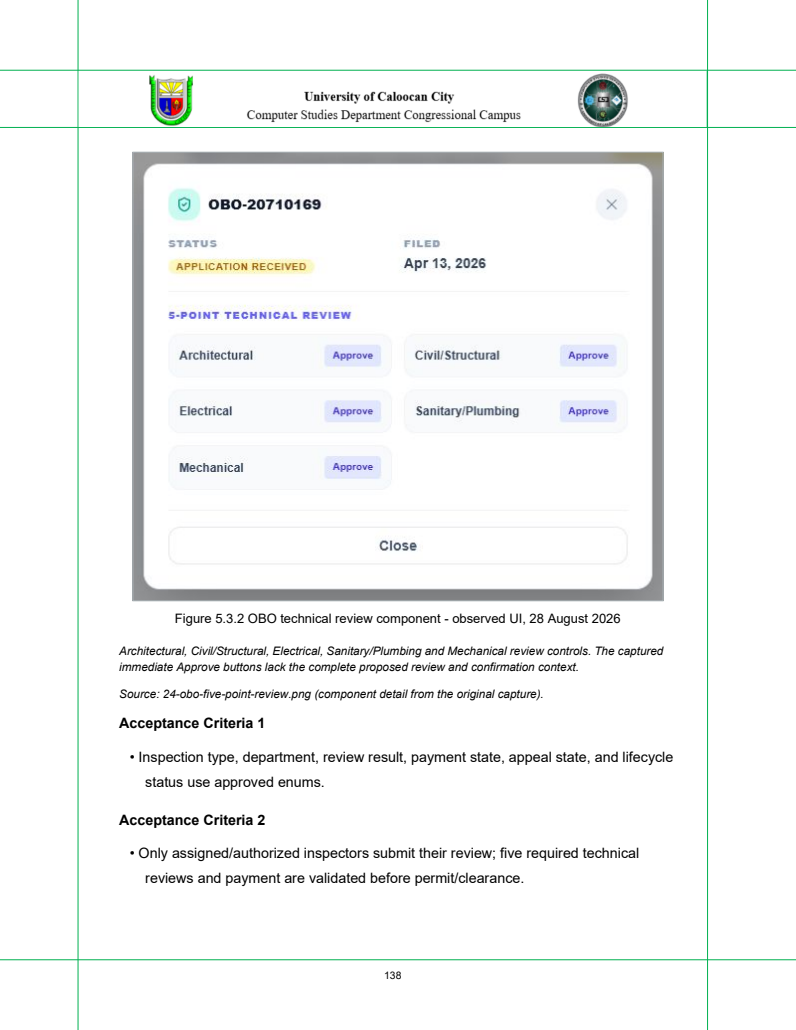 University of Caloocan City
Computer Studies Department Congressional Campus
OBO-20710169
STATUS
FILED
APPLICATION RECEIVED
Apr 13, 2026
5-POINT TECHNICAL REVIEW
Architectural
Approve
Civil/Structural
Approve
Electrical
Approve
Sanitary/Plumbing
Approve
Mechanical
Approve
Close
Figure 5.3.2 OBO technical review component - observed UI, 28 August 2026
Architectural, Civil/Structural, Electrical, Sanitary/Plumbing and Mechanical review controls. The captured
immediate Approve buttons lack the complete proposed review and confirmation context.
Source: 24-obo-five-point-review.png (component detail from the original capture).
Acceptance Criteria 1
• Inspection type, department, review result, payment state, appeal state, and lifecycle
status use approved enums.
Acceptance Criteria 2
• Only assigned/authorized inspectors submit their review; five required technical
reviews and payment are validated before permit/clearance.
138